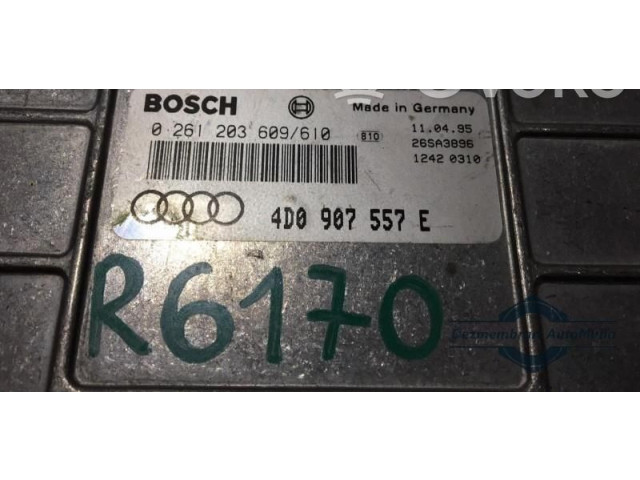 BOSCH
Made in Germany
0 261 203 609/610
810
11.04.95
26SA3896
1242 0310
4D0 907 557 E
R6170